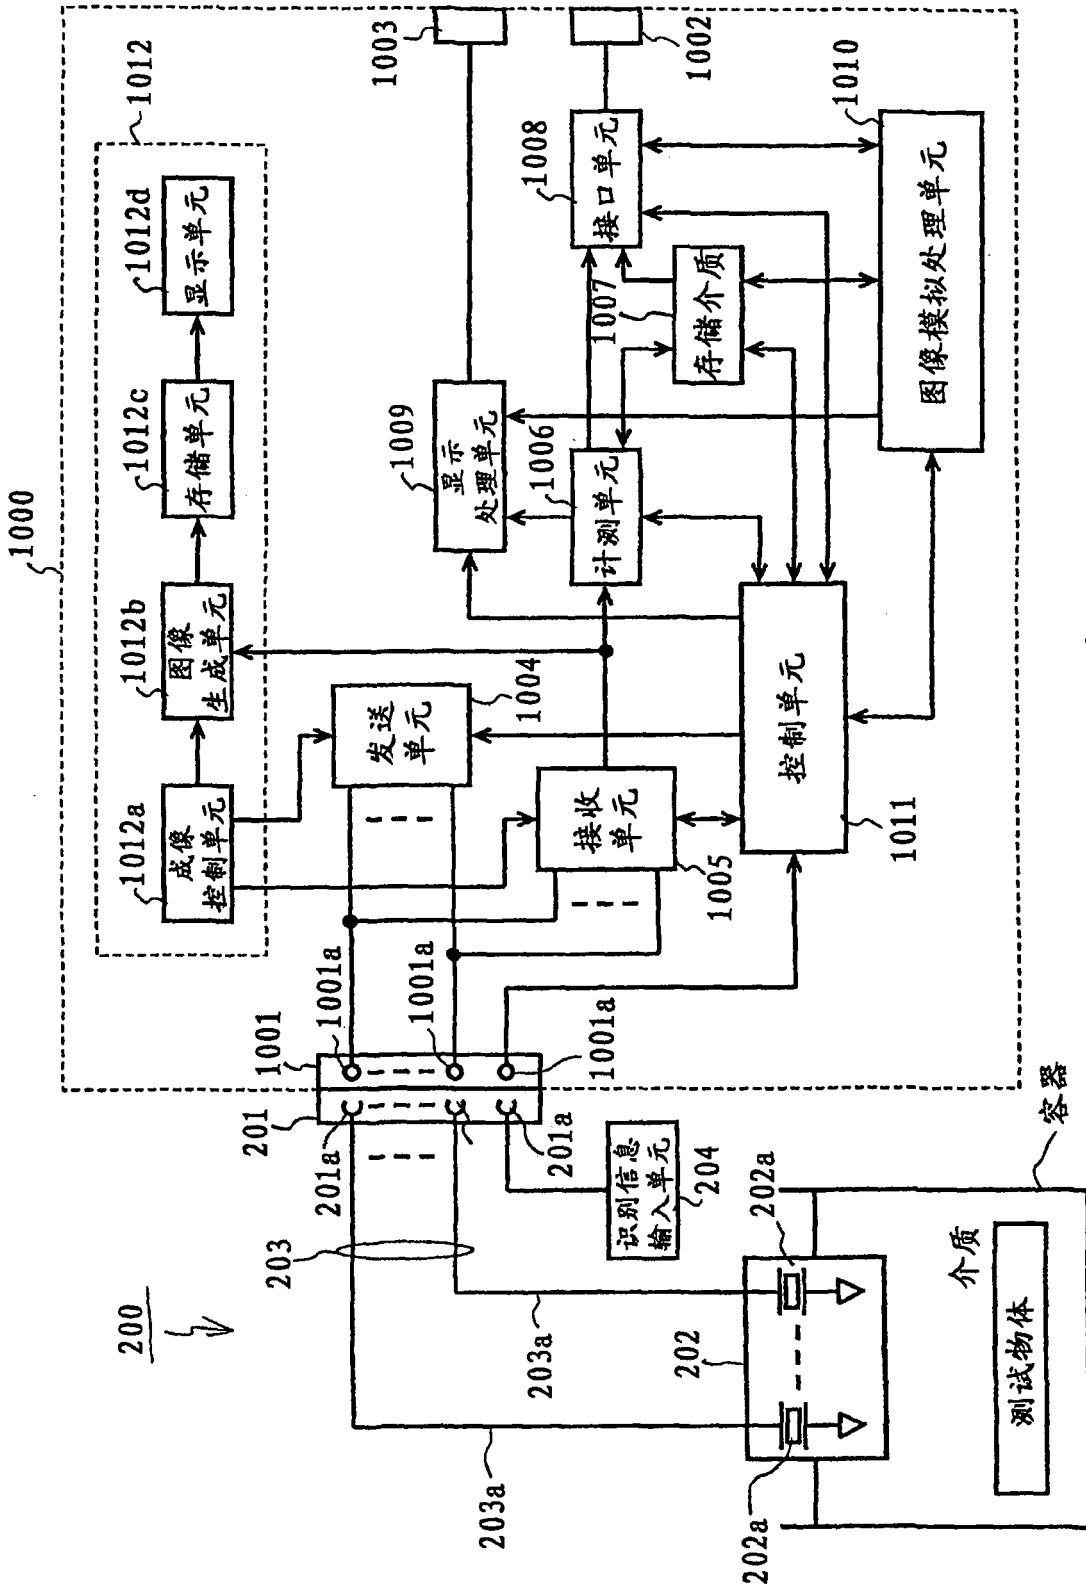 1000
1012
1012a
成像
控制单元
1012b
图像
生成单元
1012c
存储单元
1012d
显示单元
1003
1002
1009
显示
处理单元
1008
接口单元
1010
图像模拟处理单元
1007
存储介质
1006
计测单元
1004
发送
单元
1005
接收
单元
1011
控制单元
1001
1001a
1001a
1001a
201
201a
201a
识别信息
输入单元
204
200
203
203a
203a
202
202a
202a
介质
容器
测试物体